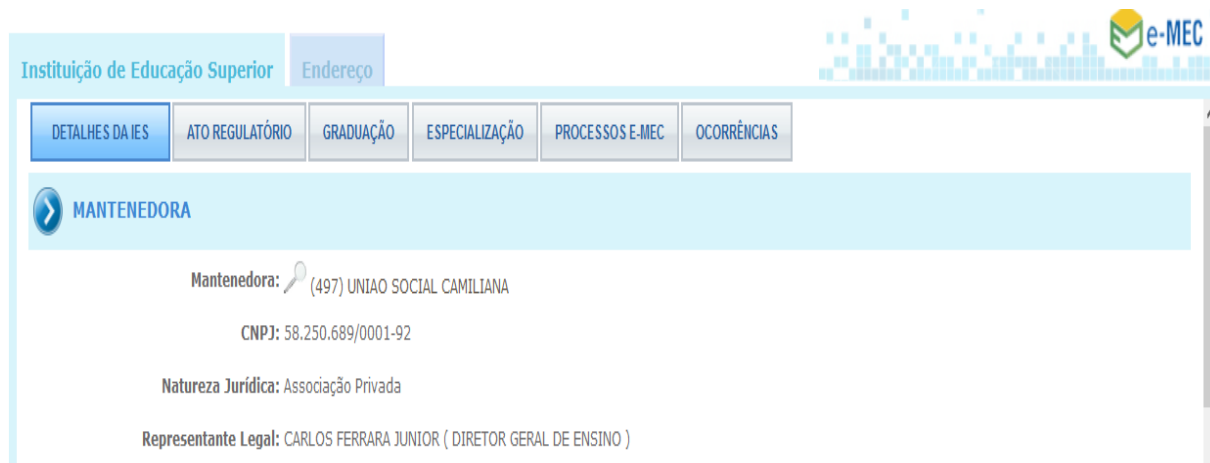 e-MEC
Instituição de Educação Superior Endereço
DETALHES DA IES ATO REGULATÓRIO GRADUAÇÃO ESPECIALIZAÇÃO PROCESSOS E-MEC OCORRÊNCIAS
MANTENEDORA
Mantenedora: (497) UNIAO SOCIAL CAMILIANA
CNPJ: 58.250.689/0001-92
Natureza Jurídica: Associação Privada
Representante Legal: CARLOS FERRARA JUNIOR ( DIRETOR GERAL DE ENSINO )